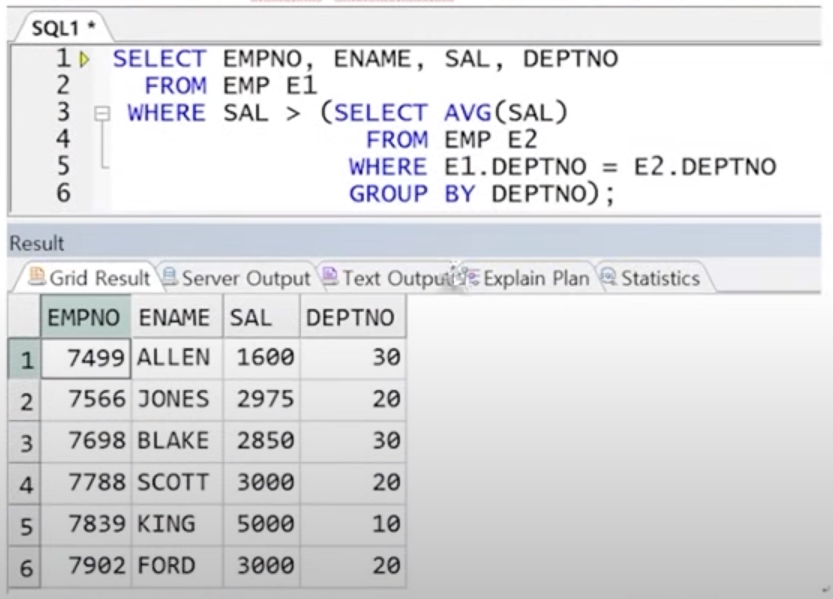 SQL1 *
1 SELECT EMPNO, ENAME, SAL, DEPTNO
2 FROM EMP E1
3 WHERE SAL > (SELECT AVG(SAL)
4 FROM EMP E2
5 WHERE E1.DEPTNO = E2.DEPTNO
6 GROUP BY DEPTNO);
Result
Grid Result Server Output Text Output Explain Plan Statistics
EMPNO ENAME SAL DEPTNO
1 7499 ALLEN 1600 30
2 7566 JONES 2975 20
3 7698 BLAKE 2850 30
4 7788 SCOTT 3000 20
5 7839 KING 5000 10
6 7902 FORD 3000 20